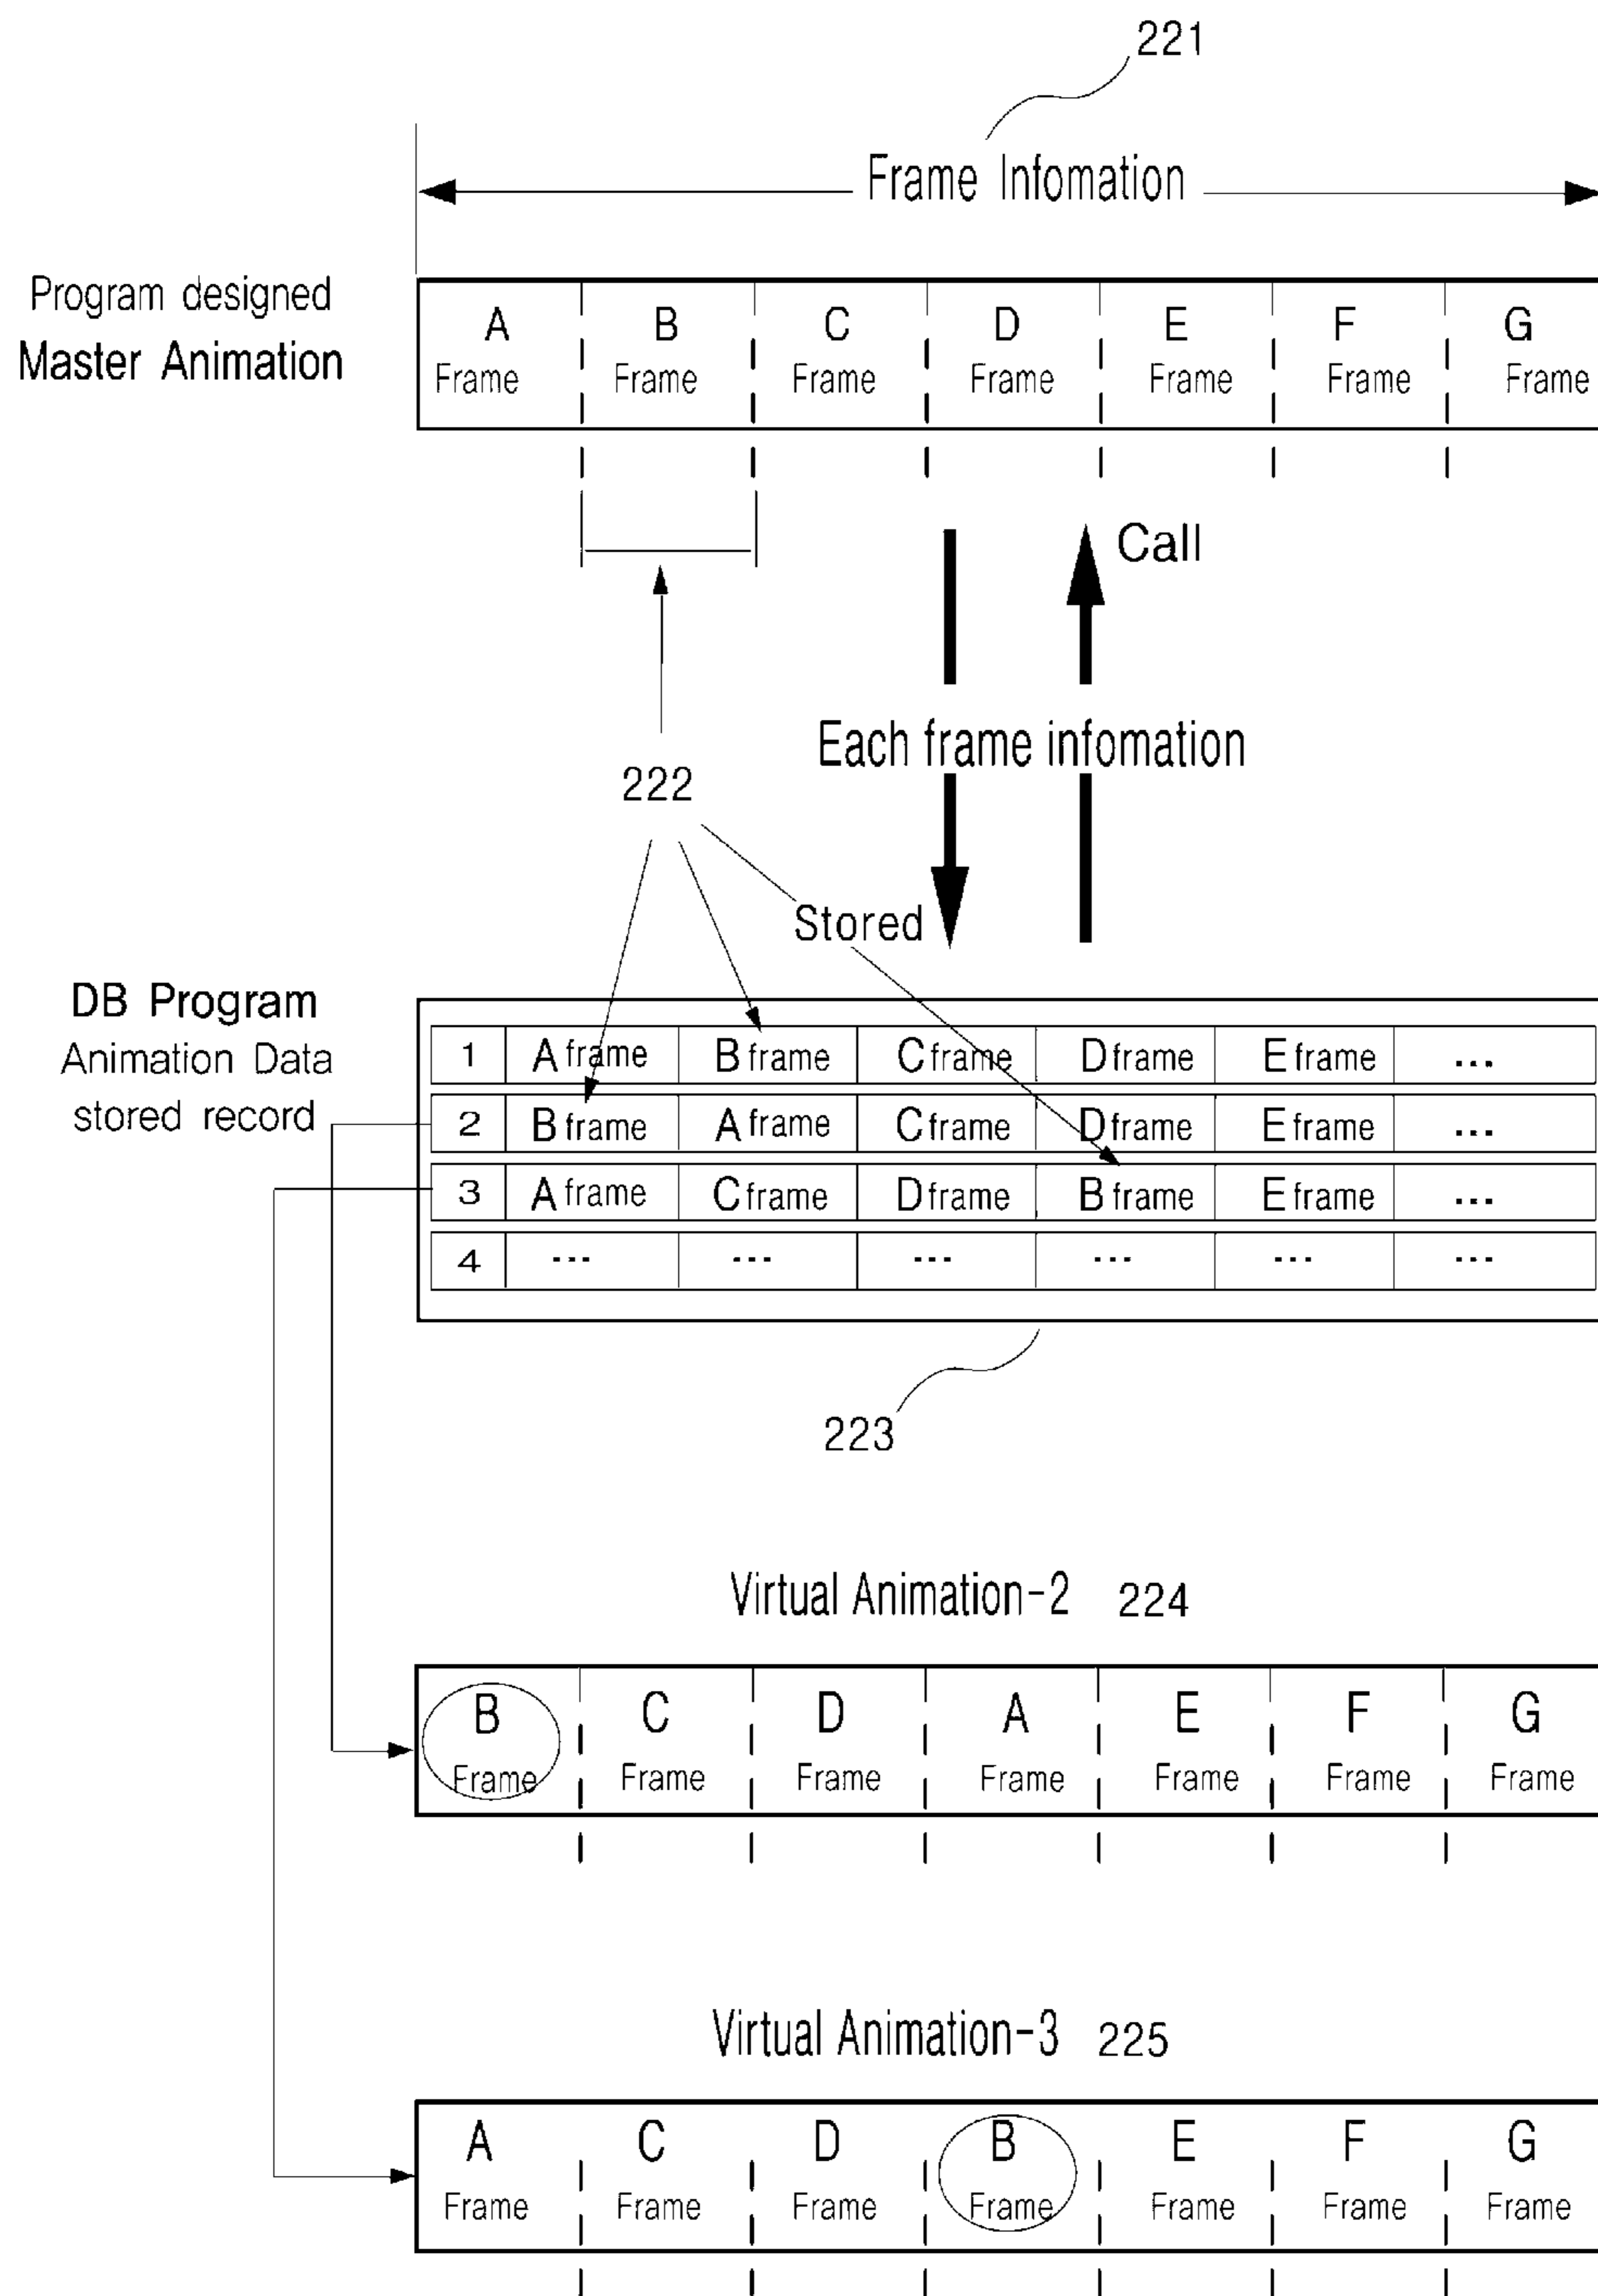 221
Frame Infomation
Program designed
Master Animation
A B C D E F G
Frame Frame Frame Frame Frame Frame Frame
Call
Each frame infomation
222
Stored
DB Program
Animation Data
stored record
1 A frame B frame C frame D frame E frame ...
2 B frame A frame C frame D frame E frame ...
3 A frame C frame D frame B frame E frame ...
4 ... ... ... ... ... ...
223
Virtual Animation-2 224
B C D A E F G
Frame Frame Frame Frame Frame Frame Frame
Virtual Animation-3 225
A C D B E F G
Frame Frame Frame Frame Frame Frame Frame